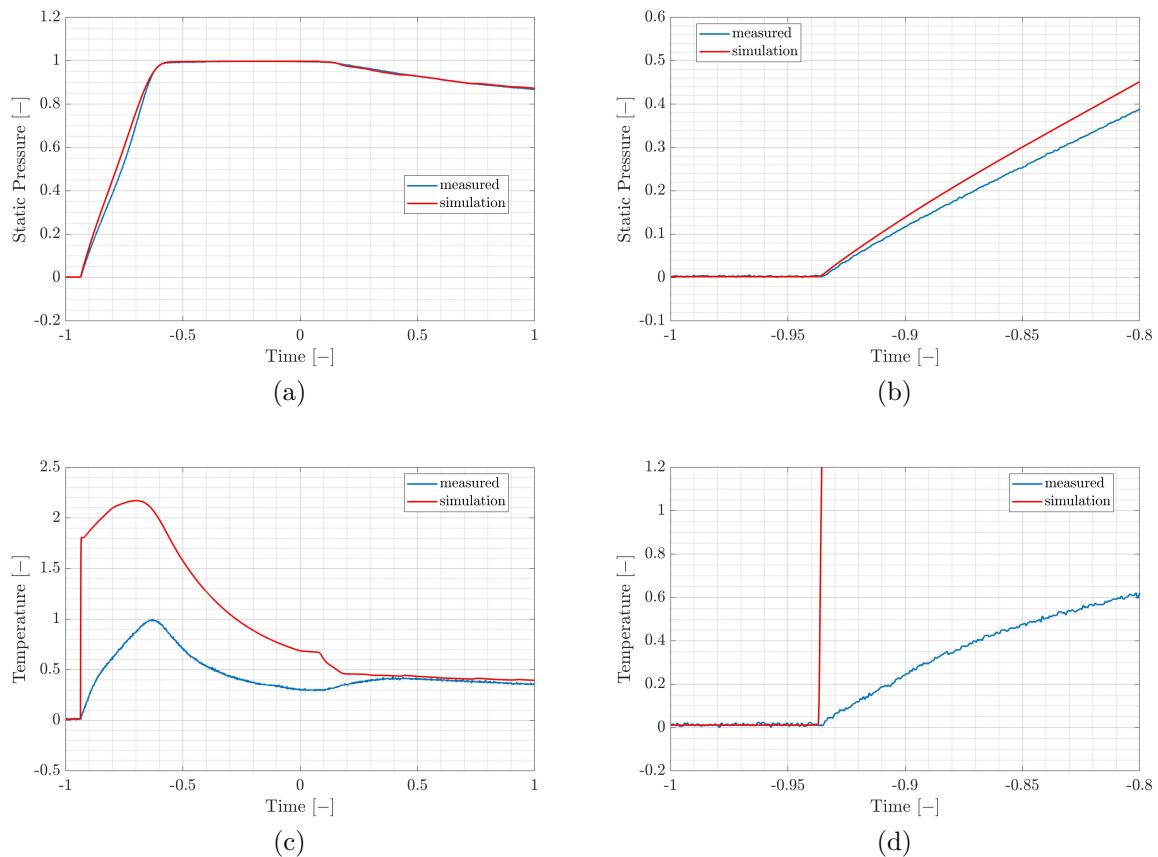 1.2
1
0.8
0.6
0.4
0.2
0
-0.2
Static Pressure [−]
measured
simulation
-1
-0.5
0
0.5
1
Time [−]
(a)
0.6
0.5
0.4
0.3
0.2
0.1
0
-0.1
Static Pressure [−]
measured
simulation
-1
-0.95
-0.9
-0.85
-0.8
Time [−]
(b)
2.5
2
1.5
1
0.5
0
-0.5
Temperature [−]
measured
simulation
-1
-0.5
0
0.5
1
Time [−]
(c)
1.2
1
0.8
0.6
0.4
0.2
0
-0.2
Temperature [−]
measured
simulation
-1
-0.95
-0.9
-0.85
-0.8
Time [−]
(d)